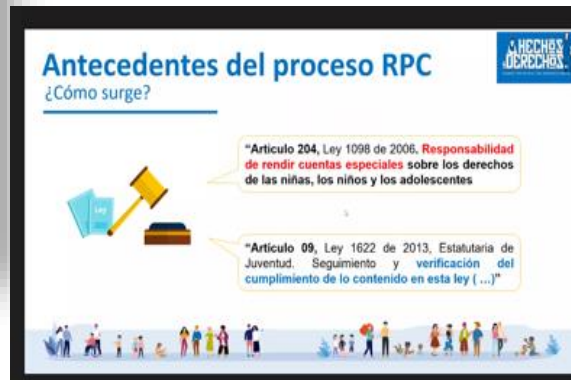 Antecedentes del proceso RPC
¿Cómo surge?
HECHOS
DERECHOS
"Artículo 204, Ley 1098 de 2006. Responsabilidad
de rendir cuentas especiales sobre los derechos
de las niñas, los niños y los adolescentes
Ley
"Artículo 09, Ley 1622 de 2013, Estatutaria de
Juventud. Seguimiento y verificación del
cumplimiento de lo contenido en esta ley ( ...)"